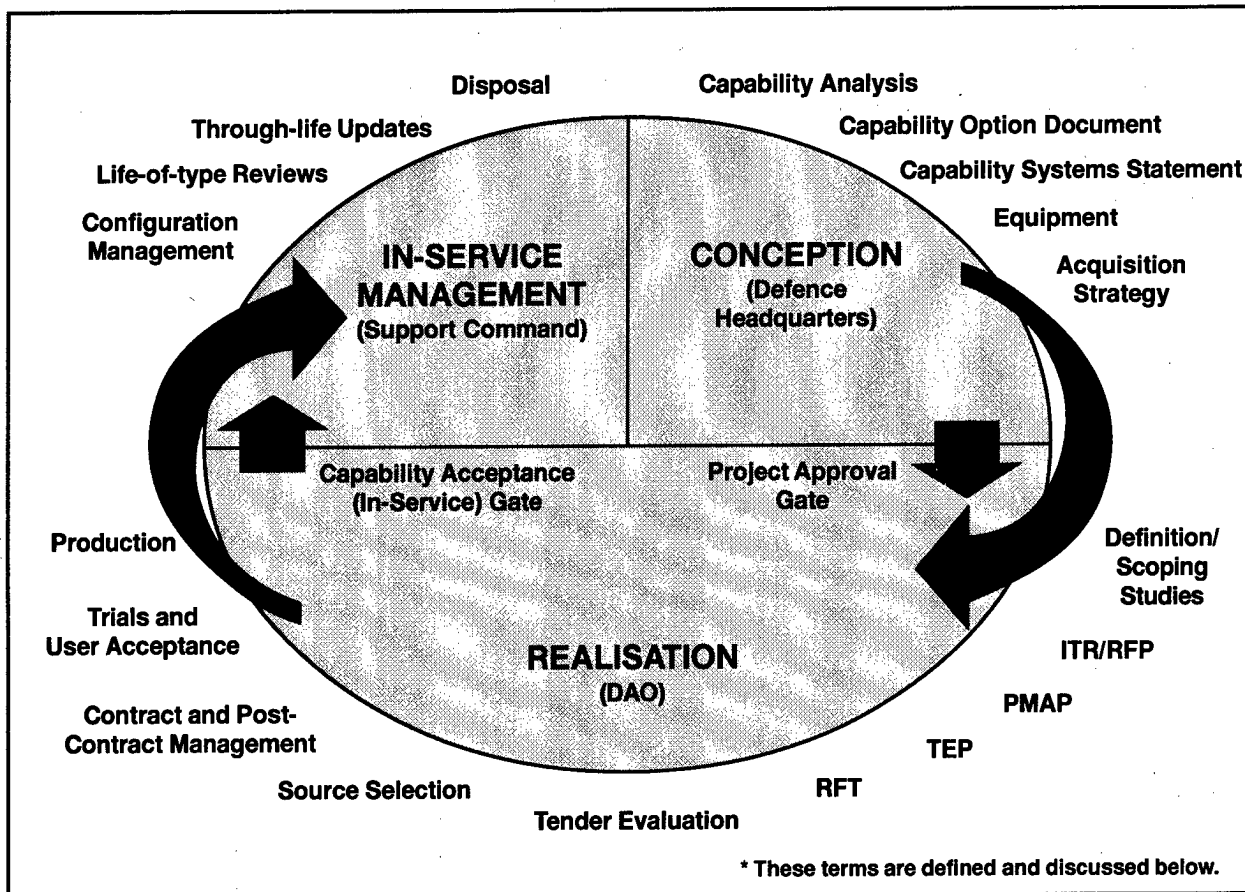 Disposal
Capability Analysis
Through-life Updates
Capability Option Document
Life-of-type Reviews
Capability Systems Statement
Configuration
Management
Equipment
Acquisition
Strategy
IN-SERVICE
MANAGEMENT
(Support Command)
CONCEPTION
(Defence
Headquarters)
Capability Acceptance
(In-Service) Gate
Project Approval
Gate
Production
Definition/
Scoping
Studies
Trials and
User Acceptance
REALISATION
(DAO)
ITR/RFP
PMAP
Contract and Post-
Contract Management
TEP
Source Selection
RFT
Tender Evaluation
* These terms are defined and discussed below.